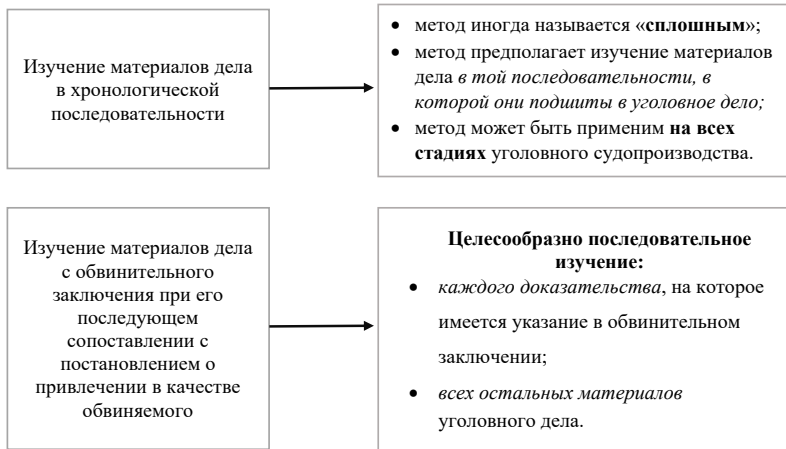 Изучение материалов дела
в хронологической
последовательности
• метод иногда называется «сплошным»;
• метод предполагает изучение материалов
дела в той последовательности, в
которой они подшиты в уголовное дело;
• метод может быть применим на всех
стадиях уголовного судопроизводства.
Изучение материалов дела
с обвинительного
заключения при его
последующем
сопоставлении с
постановлением о
привлечении в качестве
обвиняемого
Целесообразно последовательное
изучение:
• каждого доказательства, на которое
имеется указание в обвинительном
заключении;
• всех остальных материалов
уголовного дела.